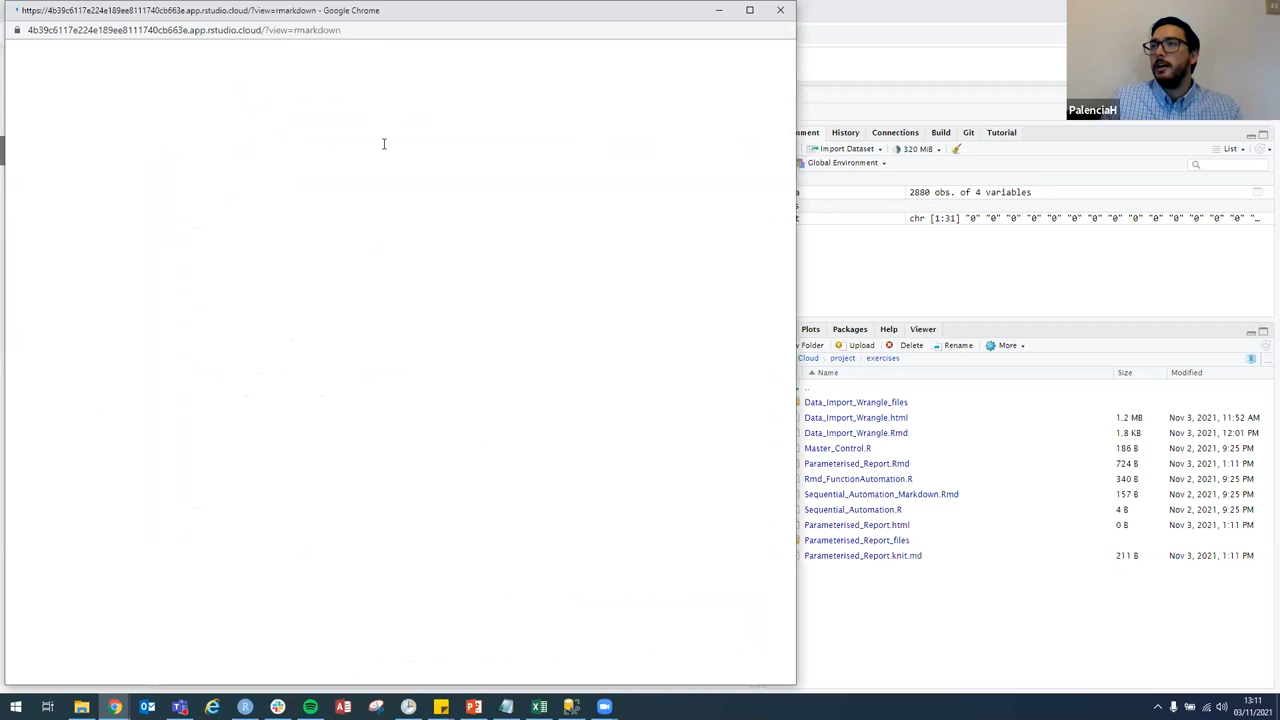 https://4b39c6117e224e189ee8111740cb663e.app.rstudio.cloud/?view=rmarkdown - Google Chrome
4b39c6117e224e189ee8111740cb663e.app.rstudio.cloud/?view=rmarkdown
PalenciaH
nment History Connections Build Git Tutorial
Import Dataset 320 MiB List
Global Environment
a 2880 obs. of 4 variables
s
t chr [1:31] "0" "0" "0" "0" "0" "0" "0" "0" "0" "0" "0" "0" "0" "0" "0" "…
Plots Packages Help Viewer
Folder Upload Delete Rename More
Cloud project exercises
Name Size Modified
..
Data_Import_Wrangle_files
Data_Import_Wrangle.html 1.2 MB Nov 3, 2021, 11:52 AM
Data_Import_Wrangle.Rmd 1.8 KB Nov 3, 2021, 12:01 PM
Master_Control.R 186 B Nov 2, 2021, 9:25 PM
Parameterised_Report.Rmd 724 B Nov 3, 2021, 1:11 PM
Rmd_FunctionAutomation.R 340 B Nov 2, 2021, 9:25 PM
Sequential_Automation_Markdown.Rmd 157 B Nov 2, 2021, 9:25 PM
Sequential_Automation.R 4 B Nov 2, 2021, 9:25 PM
Parameterised_Report.html 0 B Nov 3, 2021, 1:11 PM
Parameterised_Report_files
Parameterised_Report.knit.md 211 B Nov 3, 2021, 1:11 PM
13:11
03/11/2021